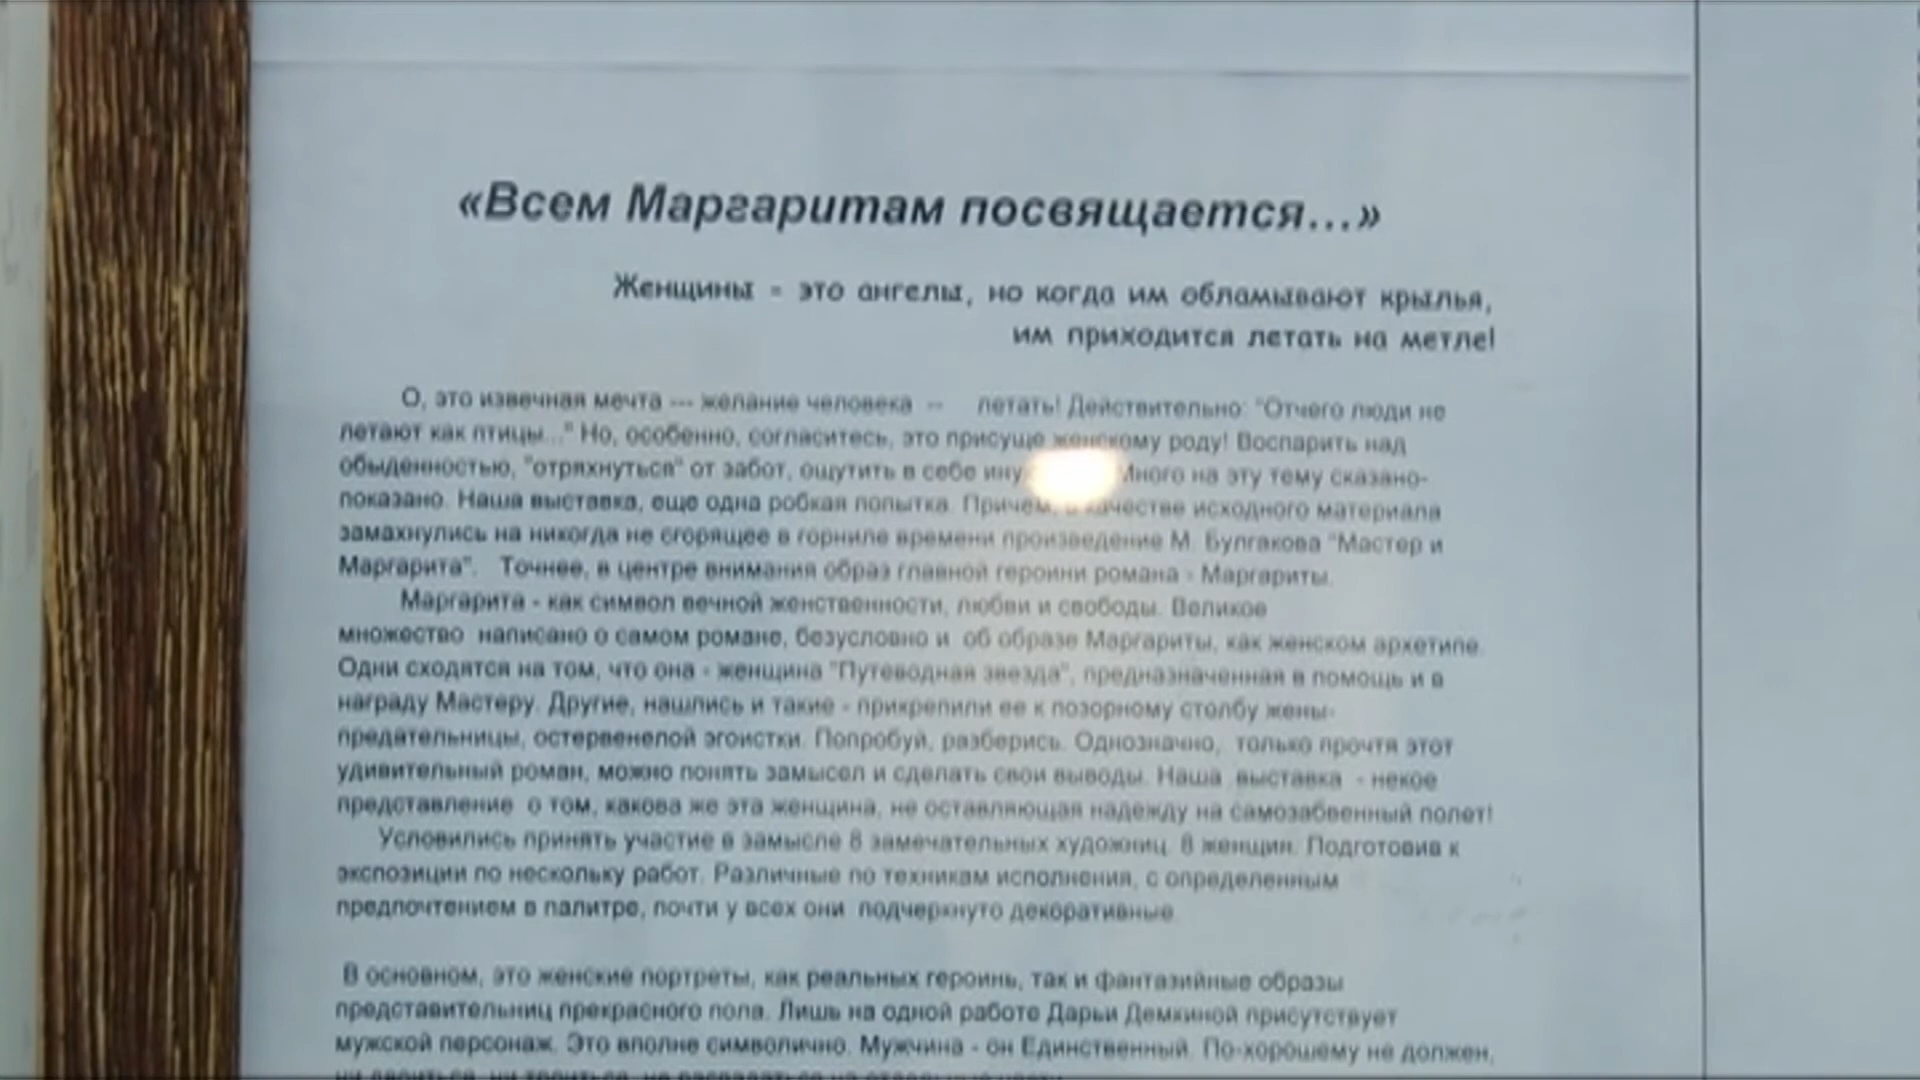 «Всем Маргаритам посвящается...»
Женщины - это ангелы, но когда им обламывают крылья,
им приходится летать на метле!
О, это извечная мечта --- желание человека -- летать! Действительно: "Отчего люди не
летают как птицы..." Но, особенно, согласитесь, это присуще женскому роду! Воспарить над
обыденностью, "отряхнуться" от забот, ощутить в себе Много на эту тему сказано-
показано. Наша выставка, еще одна робкая попытка. Причем, в качестве исходного материала
замахнулись на никогда не сгорящее в горниле времени произведение М. Булгакова "Мастер и
Маргарита". Точнее, в центре внимания образ главной героини романа - Маргариты.
Маргарита - как символ вечной женственности, любви и свободы. Великое
множество написано о самом романе, безусловно и об образе Маргариты, как женском архетипе.
Одни сходятся на том, что она - женщина "Путеводная звезда", предназначенная в помощь и в
награду Мастеру. Другие, нашлись и такие - прикрепили ее к позорному столбу жены-
предательницы, остервенелой эгоистки. Попробуй, разберись. Однозначно, только прочтя этот
удивительный роман, можно понять замысел и сделать свои выводы. Наша выставка - некое
представление о том, какова же эта женщина, не оставляющая надежду на самозабвенный полет!
Условились принять участие в замысле 8 замечательных художниц. 8 женщин. Подготовив к
экспозиции по нескольку работ. Различные по техникам исполнения, с определенным
предпочтением в палитре, почти у всех они подчеркнуто декоративные.
В основном, это женские портреты, как реальных героинь, так и фантазийные образы
представительниц прекрасного пола. Лишь на одной работе Дарьи Демкиной присутствует
мужской персонаж. Это вполне символично. Мужчина - он Единственный. По-хорошему не должен,